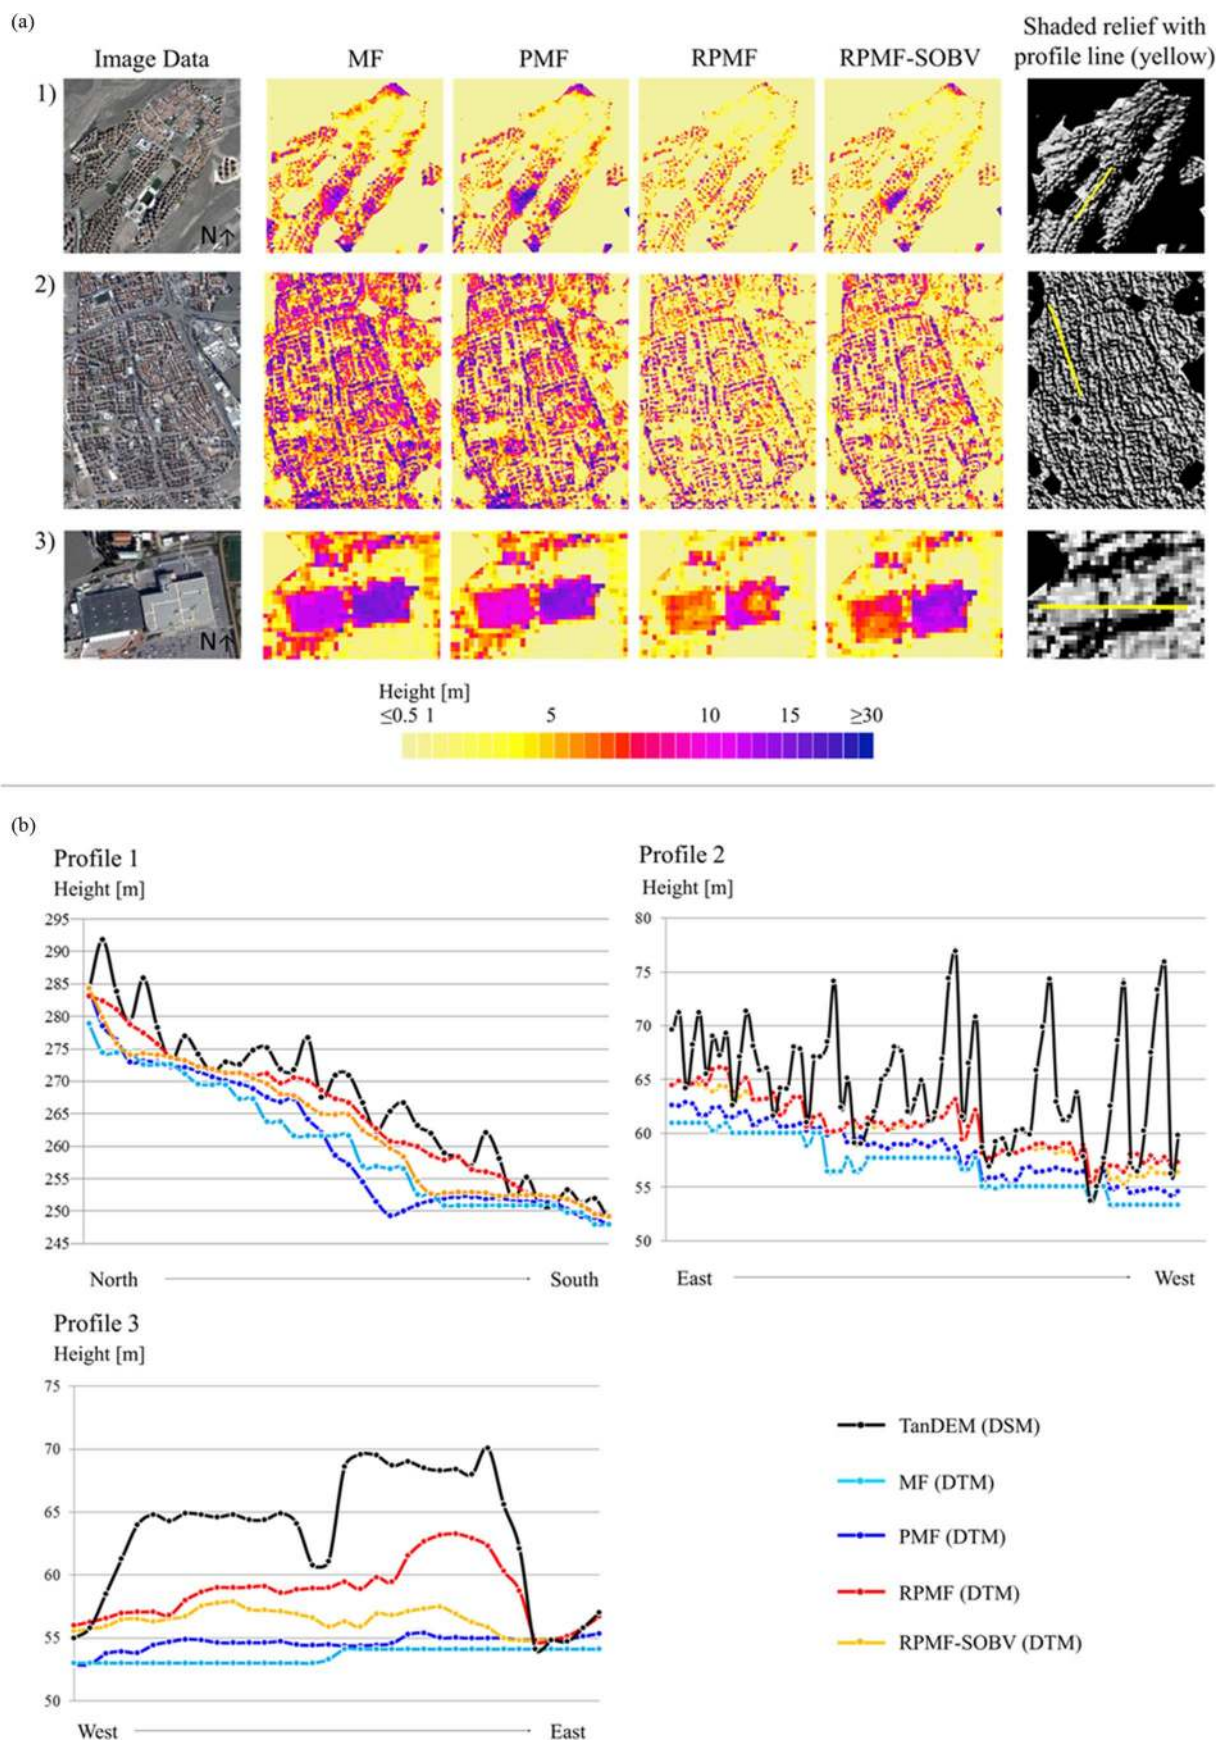 (a)
Image Data MF PMF RPMF RPMF-SOBV Shaded relief with
profile line (yellow)
1)
N↑
2)
3)
N↑
Height [m]
≤0.5 1 5 10 15 ≥30
(b)
Profile 1
Height [m]
295
290
285
280
275
270
265
260
255
250
245
North South
Profile 2
Height [m]
80
75
70
65
60
55
50
East West
Profile 3
Height [m]
75
70
65
60
55
50
West East
TanDEM (DSM)
MF (DTM)
PMF (DTM)
RPMF (DTM)
RPMF-SOBV (DTM)